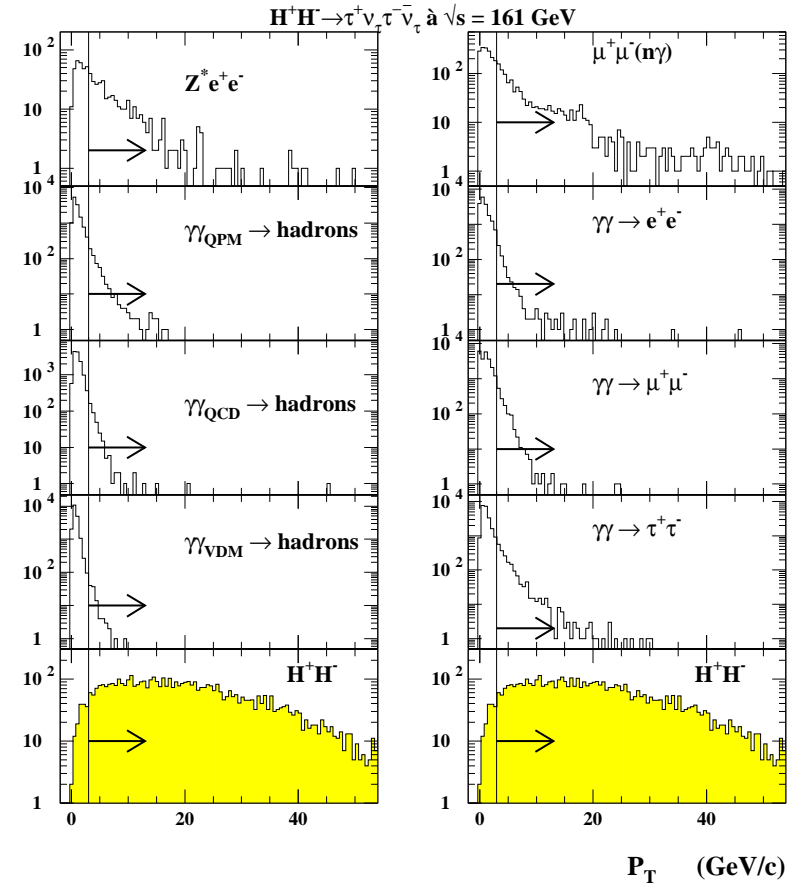 H⁺H⁻→τ⁺ν_τ τ⁻ν̄_τ à √s = 161 GeV
10²
10
1
Z*e⁺e⁻
10²
10
1
μ⁺μ⁻(nγ)
10⁴
10²
1
γγ_QPM → hadrons
10⁴
10²
1
γγ → e⁺e⁻
10³
10²
10
1
γγ_QCD → hadrons
10⁴
10²
1
γγ → μ⁺μ⁻
10⁴
10²
1
γγ_VDM → hadrons
10⁴
10²
1
γγ → τ⁺τ⁻
10²
10
1
H⁺H⁻
10²
10
1
H⁺H⁻
0 20 40
0 20 40
P_T (GeV/c)